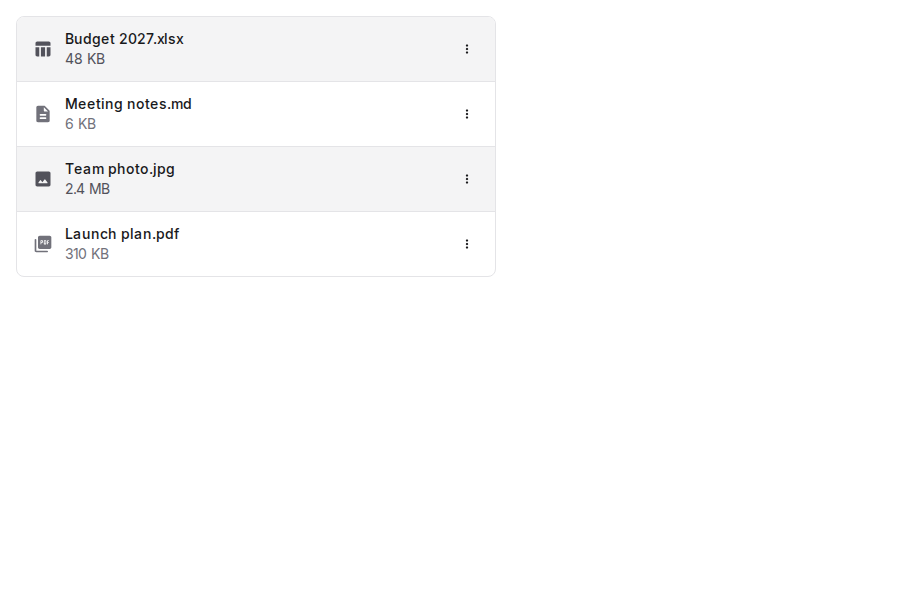 Budget 2027.xlsx
48 KB
Meeting notes.md
6 KB
Team photo.jpg
2.4 MB
Launch plan.pdf
310 KB